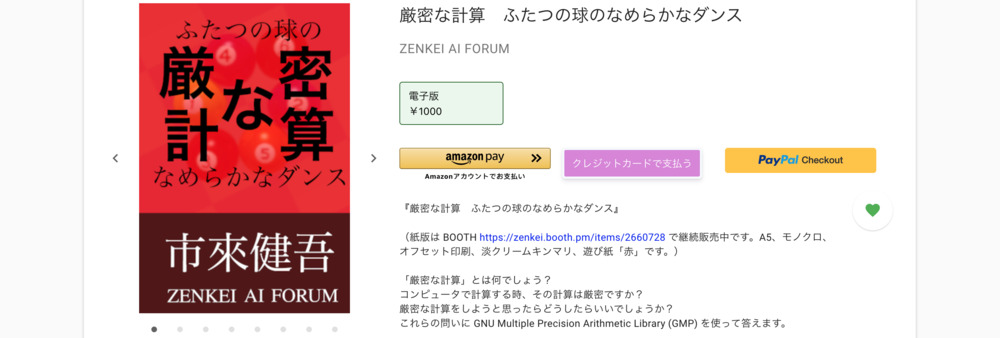 ふたつの球の
厳密な計算
なめらかなダンス
市來健吾
ZENKEI AI FORUM
厳密な計算　ふたつの球のなめらかなダンス
ZENKEI AI FORUM
電子版
￥1000
amazon pay
Amazonアカウントでお支払い
クレジットカードで支払う
PayPal Checkout
『厳密な計算　ふたつの球のなめらかなダンス』
（紙版は BOOTH https://zenkei.booth.pm/items/2660728 で継続販売中です。A5、モノクロ、
オフセット印刷、淡クリームキンマリ、遊び紙「赤」です。）
「厳密な計算」とは何でしょう？
コンピュータで計算する時、その計算は厳密ですか？
厳密な計算をしようと思ったらどうしたらいいでしょうか？
これらの問いに GNU Multiple Precision Arithmetic Library (GMP) を使って答えます。